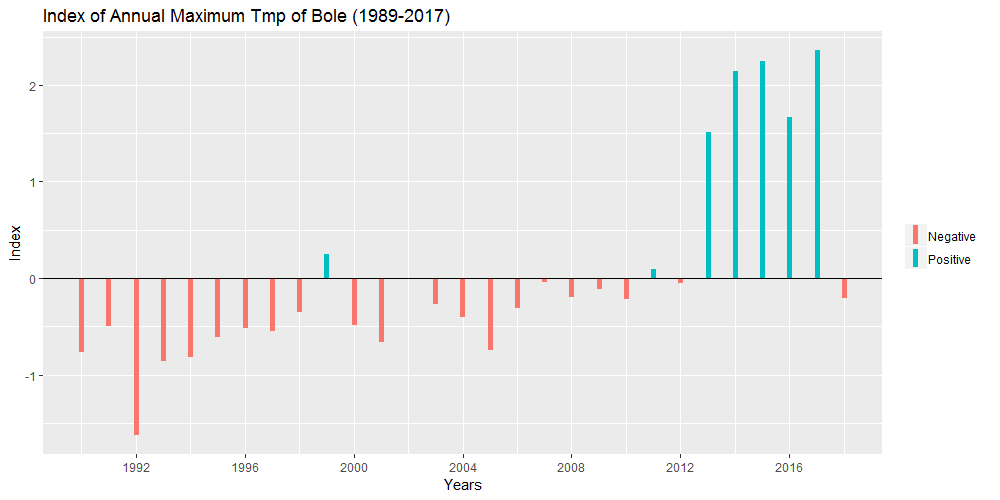 Index of Annual Maximum Tmp of Bole (1989-2017)
2
1
0
-1
Index
1992 1996 2000 2004 2008 2012 2016
Years
Negative
Positive